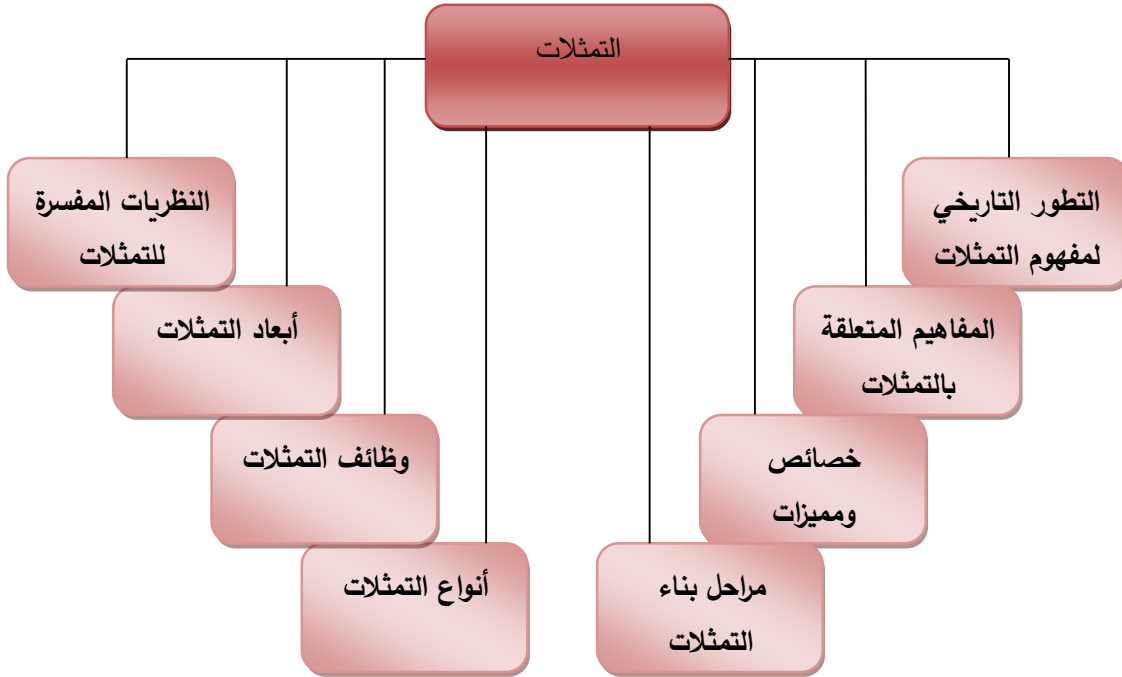 التمثلات
التطور التاريخي
لمفهوم التمثلات
المفاهيم المتعلقة
بالتمثلات
خصائص
ومميزات
مراحل بناء
التمثلات
أنواع التمثلات
وظائف التمثلات
أبعاد التمثلات
النظريات المفسرة
للتمثلات